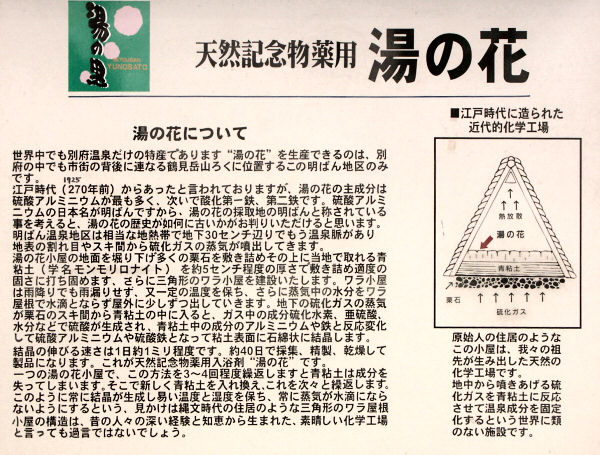 湯の里
MYOUBAN
YUNOSATO
天然記念物薬用 湯の花
湯の花について
世界中でも別府温泉だけの特産であります“湯の花”を生産できるのは、別
府の中でも市街の背後に連なる鶴見岳山ろくに位置するこの明ばん地区のみ
です。 1925
江戸時代(270年前)からあったと言われておりますが、湯の花の主成分は
硫酸アルミニウムが最も多く、次いで酸化第一鉄、第二鉄です。硫酸アルミ
ニウムの日本名が明ばんですから、湯の花の採取地の明ばんと称されている
事を考えると、湯の花の歴史が如何に古いかがお判りいただけると思います。
明ばん温泉地区は相当な地熱帯で地下30センチ辺りでもう温泉脈があり
地表の割れ目やスキ間から硫化ガスの蒸気が噴出してきます。
湯の花小屋の地面を堀り下げ多くの栗石を敷き詰めその上に当地で取れる青
粘土(学名モンモリロナイト)を約5センチ程度の厚さで敷き詰め適度の
固さに打ち固めます、さらに三角形のワラ小屋を建設いたします。ワラ小屋
は雨降りでも雨漏りせず、又一定の温度を保ち、さらに蒸気中の水分をワラ
屋根で水滴とならず屋外に少しずつ出していきます。地下の硫化ガスの蒸気
が栗石のスキ間から青粘土の中に入ると、ガス中の成分硫化水素、亜硫酸、
水分などで硫酸が生成され、青粘土中の成分のアルミニウムや鉄と反応変化
して硫酸アルミニウムや硫酸鉄となって粘土表面に石綿状に結晶します。
結晶の伸びる速さは1日約1ミリ程度です。約40日で採集、精製、乾燥して
製品になります。これが天然記念物薬用入浴剤“湯の花”です。
一つの湯の花小屋で、この方法を3〜4回程度繰返しますと青粘土は成分を
失ってしまいます。そこで新しく青粘土を入れ換え、これを次々と繰返します。
このように常に結晶が生成し易い温度と湿度を保ち、常に蒸気が水滴になら
ないようにするという、見かけは縄文時代の住居のような三角形のワラ屋根
小屋の構造は、昔の人々の深い経験と知恵から生まれた、素晴しい化学工場
と言っても過言ではないでしょう。
■江戸時代に造られた
近代的化学工場
熱放散
湯の花
青粘土
栗石
硫化ガス
原始人の住居のような
この小屋は、我々の祖
先が生み出した天然の
化学工場です。
地中から噴きあげる硫
化ガスを青粘土に反応
させて温泉成分を固定
化するという世界に類
のない施設です。